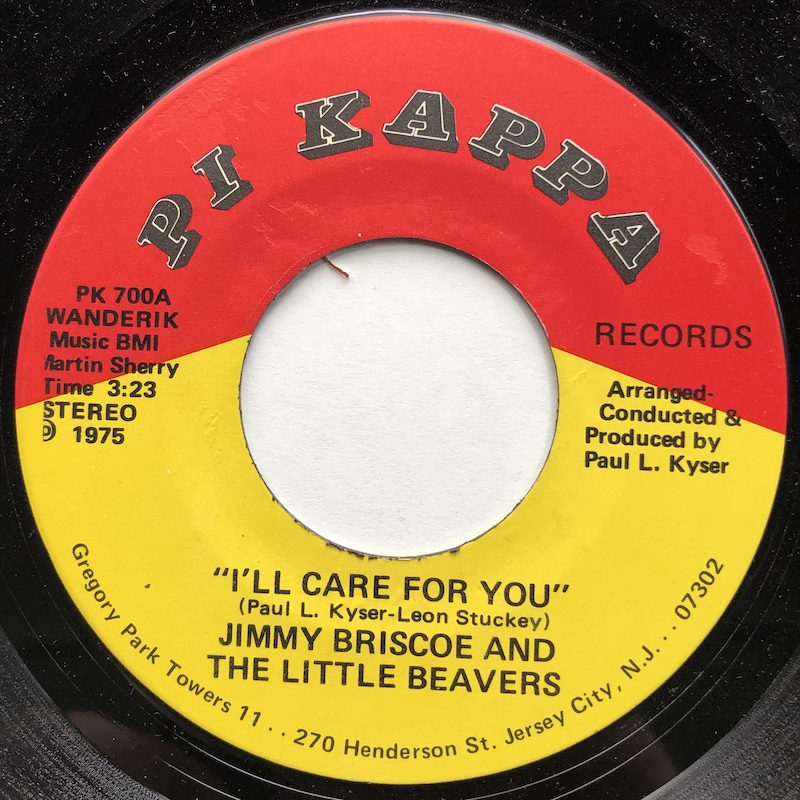 PI KAPPA
RECORDS
PK 700A
WANDERIK
Music BMI
Martin Sherry
Time 3:23
STEREO
℗ 1975
Arranged-
Conducted &
Produced by
Paul L. Kyser
"I'LL CARE FOR YOU"
(Paul L. Kyser-Leon Stuckey)
JIMMY BRISCOE AND
THE LITTLE BEAVERS
Gregory Park Towers 11 . . 270 Henderson St. Jersey City, N.J. . . 07302